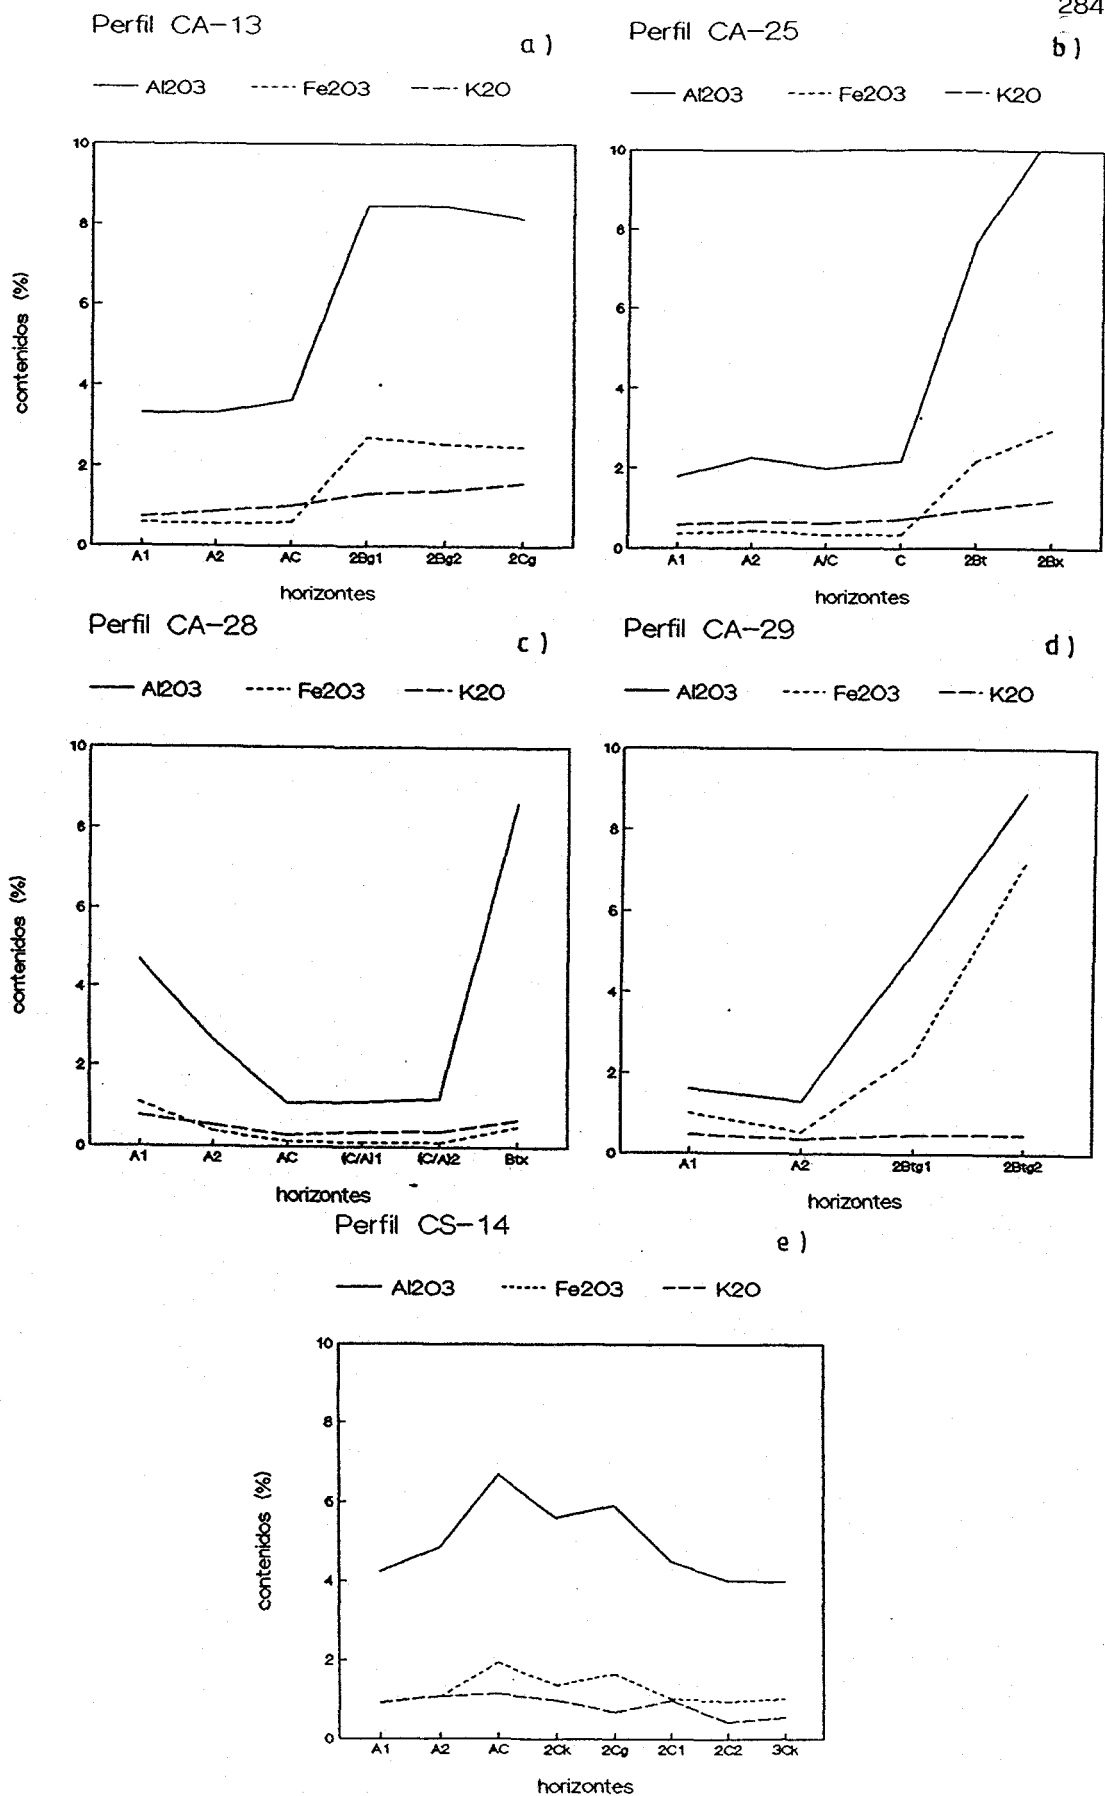 284
Perfil CA-13
a)
Al2O3 Fe2O3 K2O
10
8
6
4
2
0
contenidos (%)
A1 A2 AC 2Bg1 2Bg2 2Cg
horizontes
Perfil CA-25
b)
Al2O3 Fe2O3 K2O
10
8
6
4
2
0
A1 A2 A/C C 2Bt 2Bx
horizontes
Perfil CA-28
c)
Al2O3 Fe2O3 K2O
10
8
6
4
2
0
contenidos (%)
A1 A2 AC (C/A)1 (C/A)2 Btx
horizontes
Perfil CA-29
d)
Al2O3 Fe2O3 K2O
10
8
6
4
2
0
A1 A2 2Btg1 2Btg2
horizontes
Perfil CS-14
e)
Al2O3 Fe2O3 K2O
10
8
6
4
2
0
contenidos (%)
A1 A2 AC 2Ck 2Cg 2C1 2C2 3Ck
horizontes